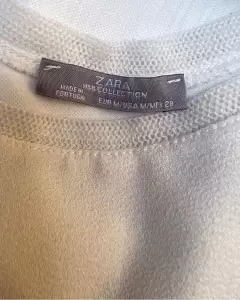 ZARA
MADE IN W&B COLLECTION
PORTUGAL EUR M/USA M/MEX 28